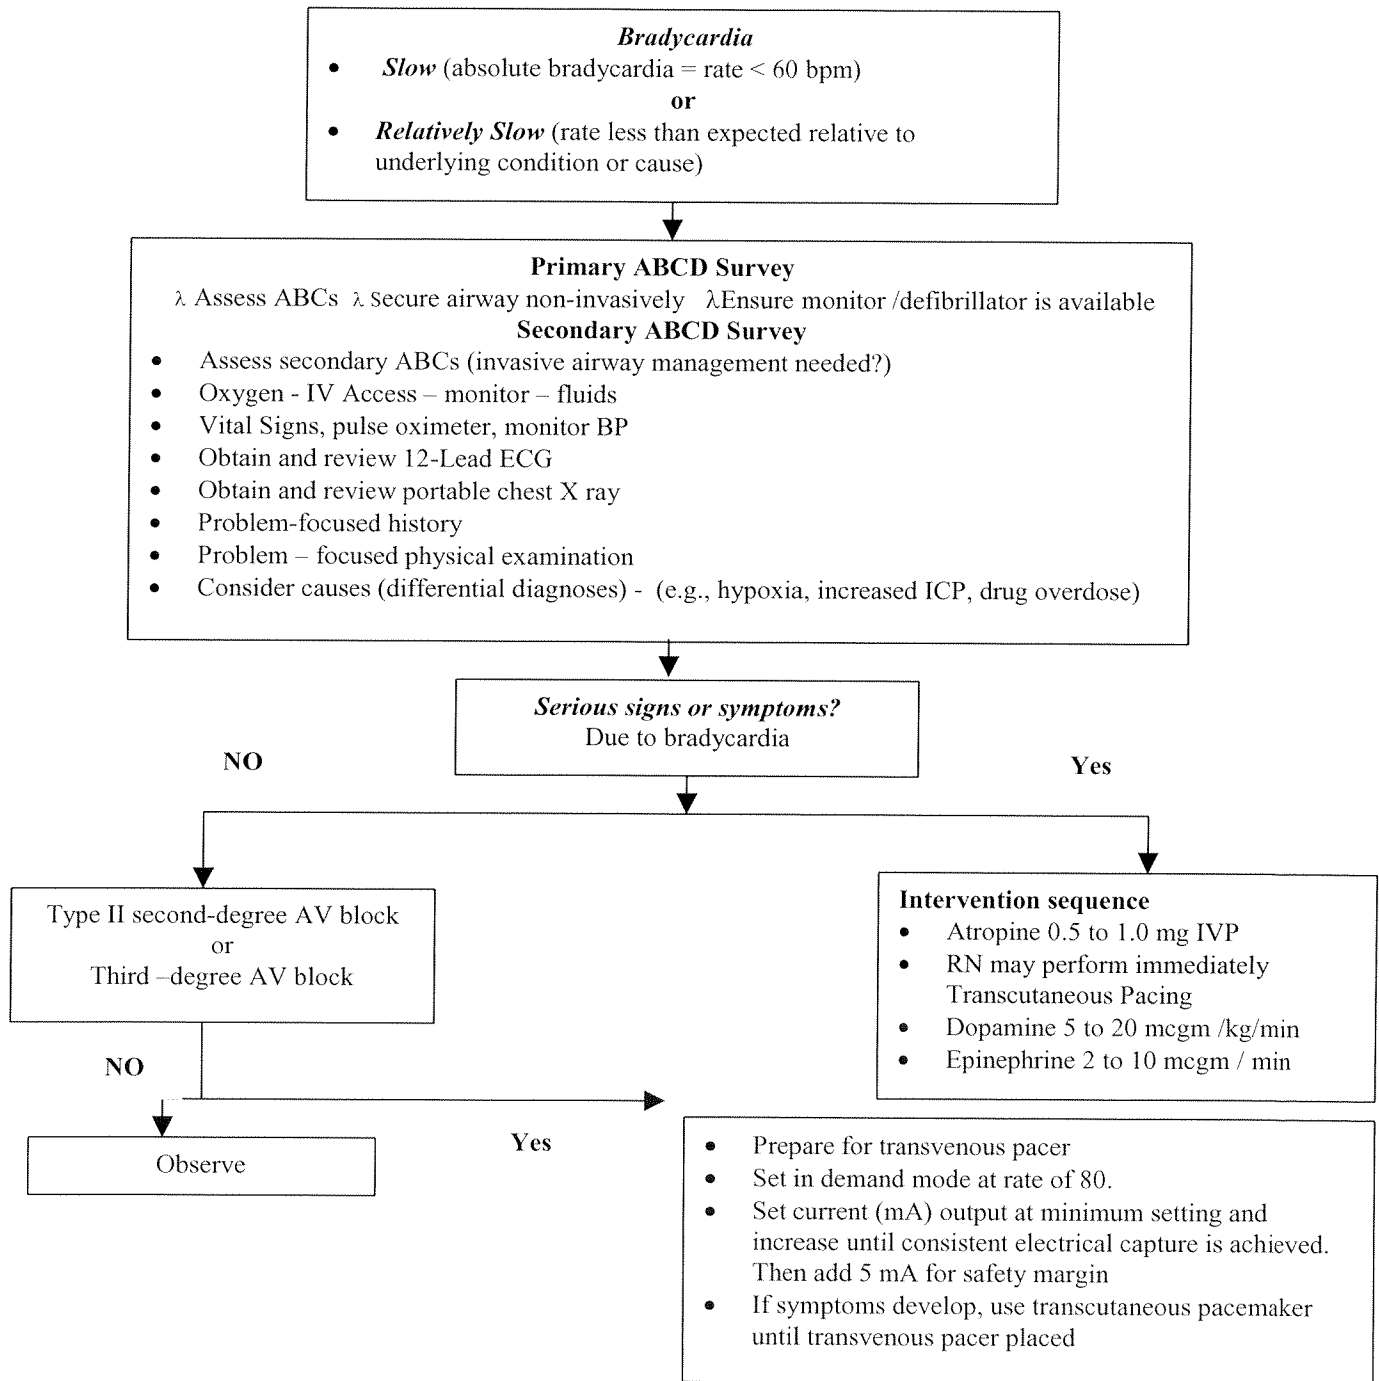 Bradycardia
• Slow (absolute bradycardia = rate < 60 bpm)
or
• Relatively Slow (rate less than expected relative to
underlying condition or cause)
Primary ABCD Survey
λ Assess ABCs λ Secure airway non-invasively λEnsure monitor /defibrillator is available
Secondary ABCD Survey
• Assess secondary ABCs (invasive airway management needed?)
• Oxygen - IV Access – monitor – fluids
• Vital Signs, pulse oximeter, monitor BP
• Obtain and review 12-Lead ECG
• Obtain and review portable chest X ray
• Problem-focused history
• Problem – focused physical examination
• Consider causes (differential diagnoses) - (e.g., hypoxia, increased ICP, drug overdose)
Serious signs or symptoms?
Due to bradycardia
NO
Yes
Type II second-degree AV block
or
Third –degree AV block
Intervention sequence
• Atropine 0.5 to 1.0 mg IVP
• RN may perform immediately
Transcutaneous Pacing
• Dopamine 5 to 20 mcgm /kg/min
• Epinephrine 2 to 10 mcgm / min
NO
Yes
Observe
• Prepare for transvenous pacer
• Set in demand mode at rate of 80.
• Set current (mA) output at minimum setting and
increase until consistent electrical capture is achieved.
Then add 5 mA for safety margin
• If symptoms develop, use transcutaneous pacemaker
until transvenous pacer placed